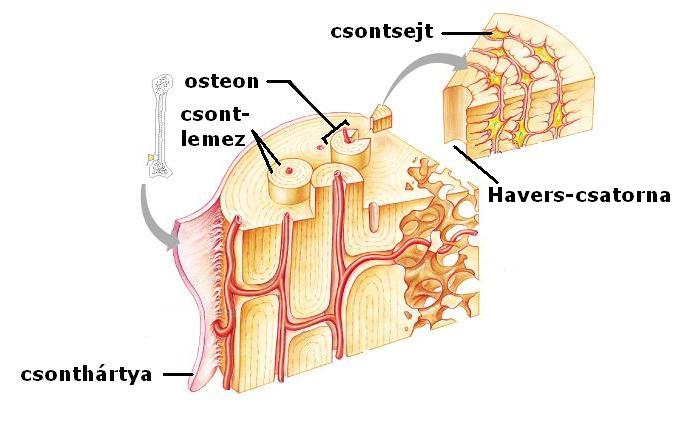 csontsejt
osteon
csont-
lemez
Havers-csatorna
csonthártya